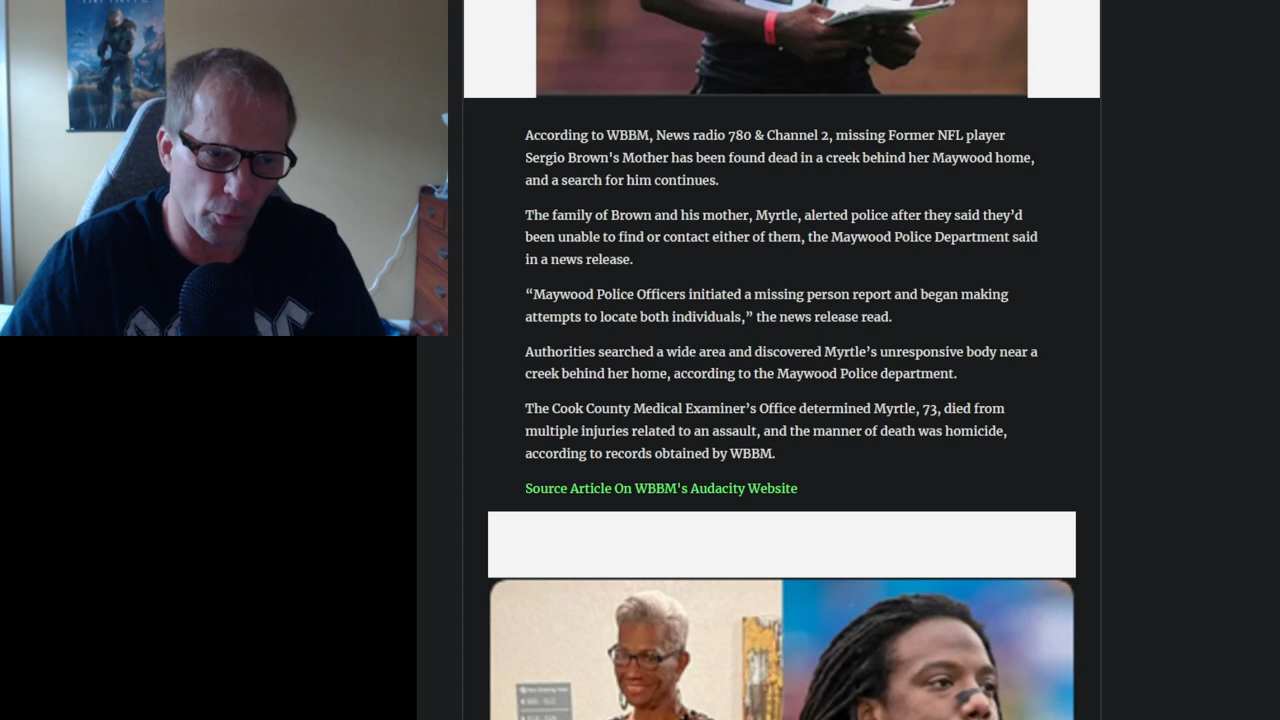 INFINITE
According to WBBM, News radio 780 & Channel 2, missing Former NFL player
Sergio Brown's Mother has been found dead in a creek behind her Maywood home,
and a search for him continues.
The family of Brown and his mother, Myrtle, alerted police after they said they’d
been unable to find or contact either of them, the Maywood Police Department said
in a news release.
“Maywood Police Officers initiated a missing person report and began making
attempts to locate both individuals,” the news release read.
Authorities searched a wide area and discovered Myrtle’s unresponsive body near a
creek behind her home, according to the Maywood Police department.
The Cook County Medical Examiner’s Office determined Myrtle, 73, died from
multiple injuries related to an assault, and the manner of death was homicide,
according to records obtained by WBBM.
Source Article On WBBM's Audacity Website